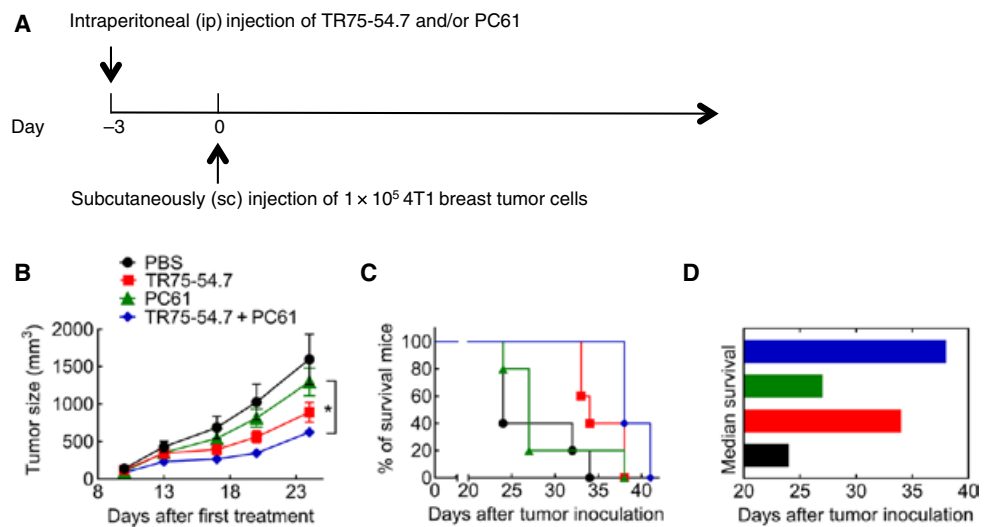 A
Intraperitoneal (ip) injection of TR75-54.7 and/or PC61
Day
–3
0
Subcutaneously (sc) injection of 1 × 10⁵ 4T1 breast tumor cells
B
PBS
TR75-54.7
PC61
TR75-54.7 + PC61
Tumor size (mm³)
2000
1500
1000
500
0
*
8 13 18 23
Days after first treatment
C
% of survival mice
100
80
60
40
20
0
0 20 25 30 35 40
Days after tumor inoculation
D
Median survival
20 25 30 35 40
Days after tumor inoculation